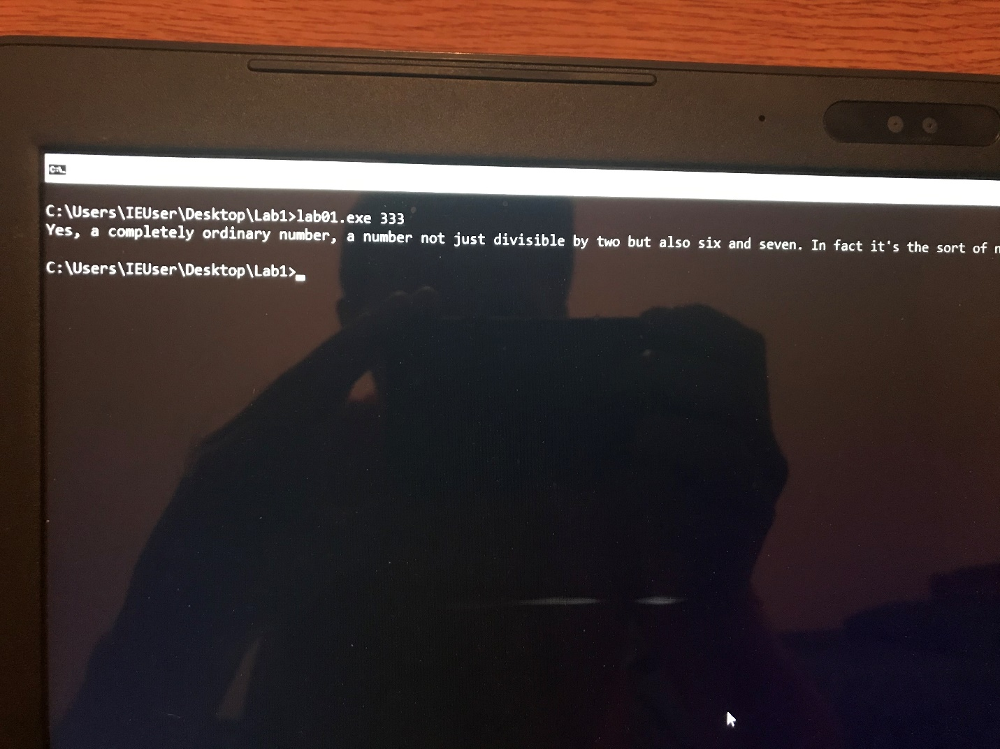 C:\Users\IEUser\Desktop\Lab1>lab01.exe 333
Yes, a completely ordinary number, a number not just divisible by two but also six and seven. In fact it's the sort of
C:\Users\IEUser\Desktop\Lab1>